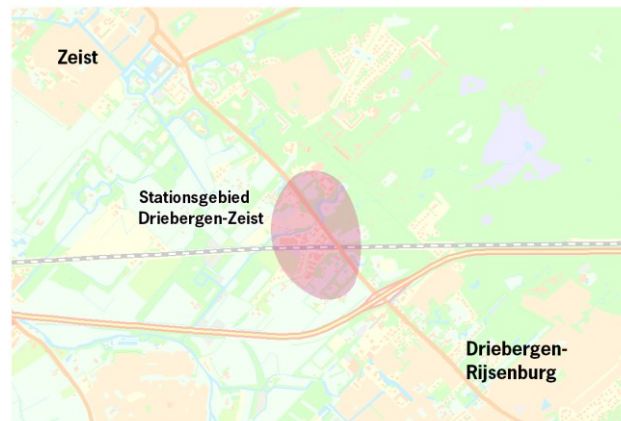 Zeist
Stationsgebied
Driebergen-Zeist
Driebergen-
Rijsenburg